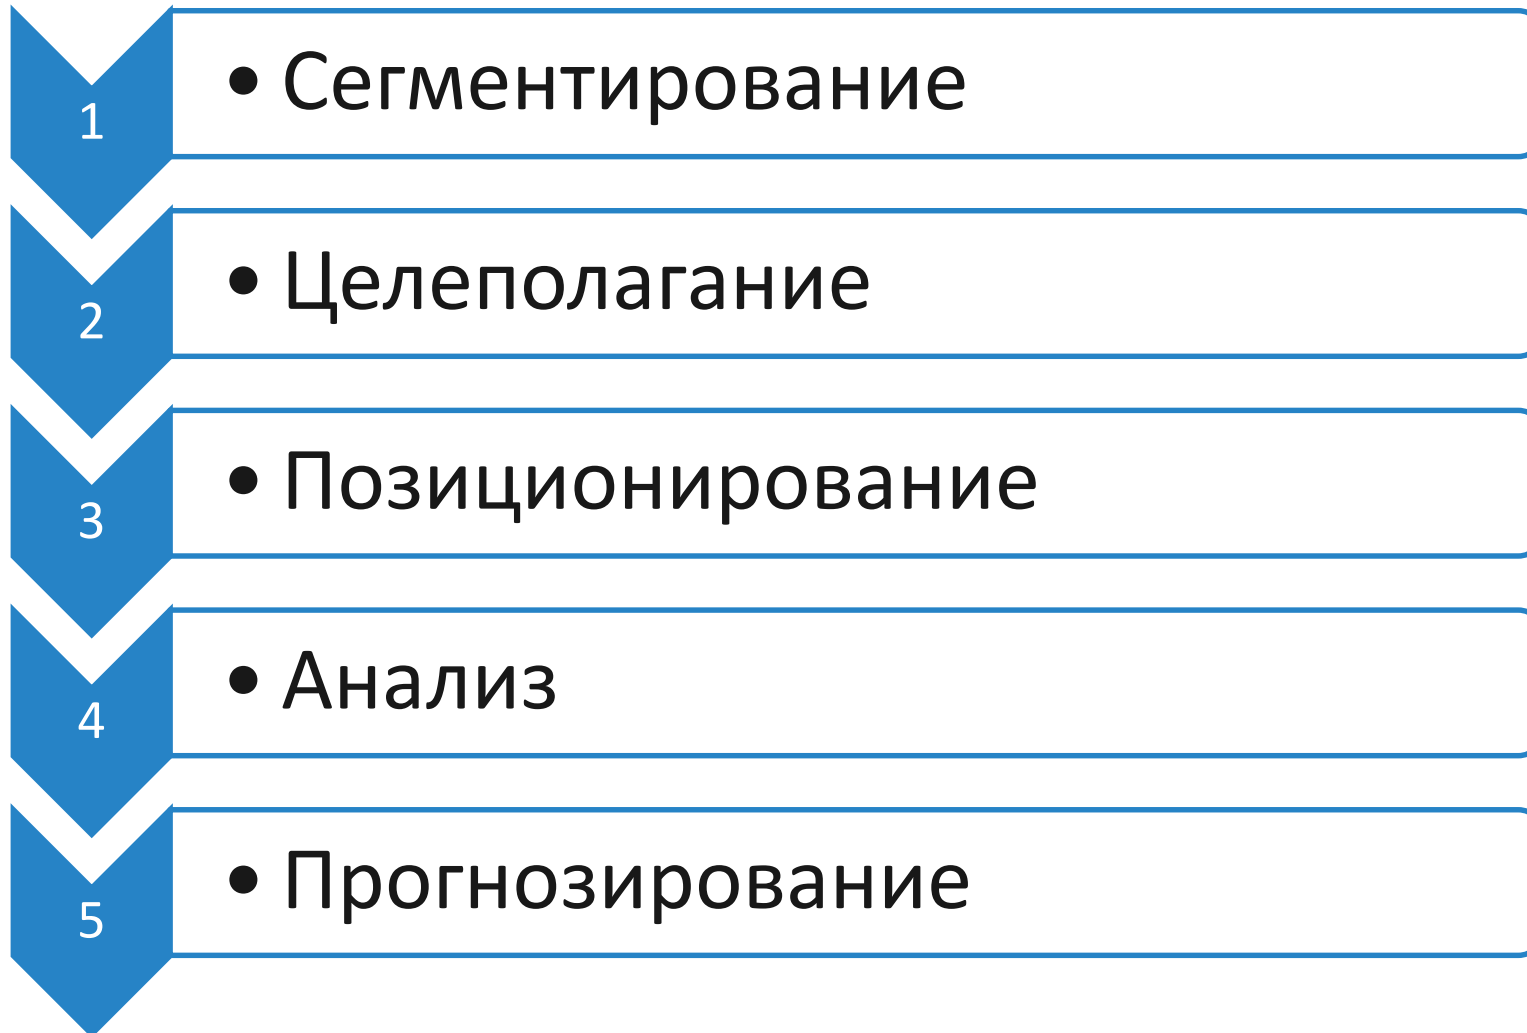 1
• Сегментирование
2
• Целеполагание
3
• Позиционирование
4
• Анализ
5
• Прогнозирование